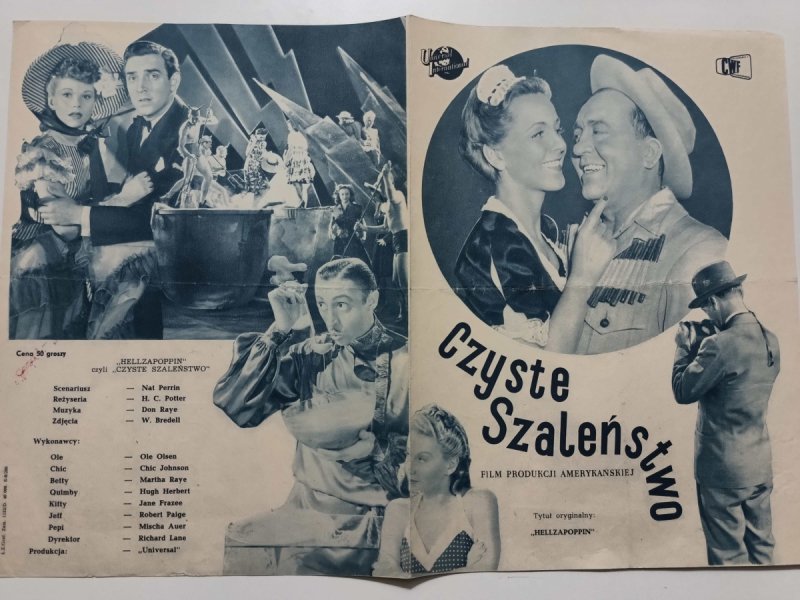 Cena 50 groszy
„HELLZAPOPPIN"
czyli „CZYSTE SZALEŃSTWO"
Scenariusz — Nat Perrin
Reżyseria — H. C. Potter
Muzyka — Don Raye
Zdjęcia — W. Bredell
Wykonawcy:
Ole — Ole Olsen
Chic — Chic Johnson
Betty — Martha Raye
Quimby — Hugh Herbert
Kitty — Jane Frazee
Jeff — Robert Paige
Pepi — Mischa Auer
Dyrektor — Richard Lane
Produkcja: — „Universal"
Universal International
CWF
Czyste
Szaleństwo
FILM PRODUKCJI AMERYKAŃSKIEJ
Tytuł oryginalny:
„HELLZAPOPPIN"